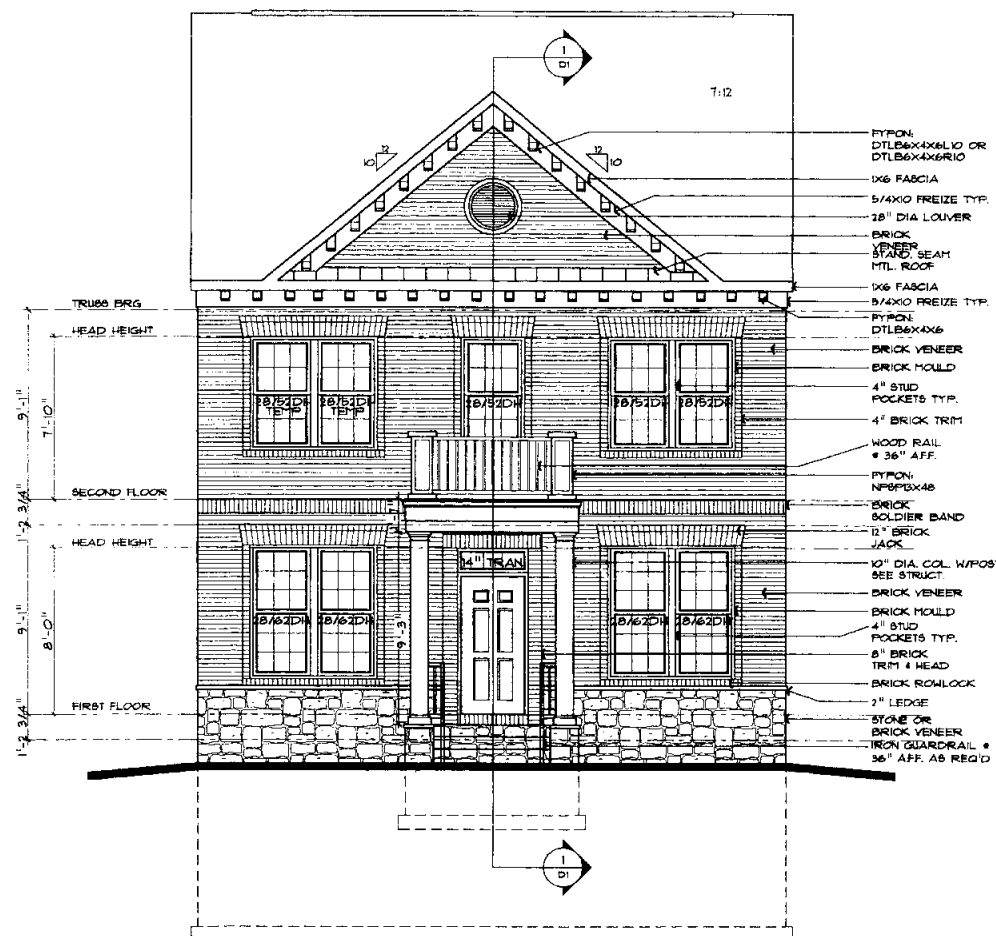 1
D1
7:12
12
10
12
10
FYPON:
DTLB6X4X6L10 OR
DTLB6X4X6R10
1X6 FASCIA
5/4X10 FREIZE TYP.
28" DIA LOUVER
BRICK
VENEER
STAND. SEAM
MTL. ROOF
1X6 FASCIA
5/4X10 FREIZE TYP.
FYPON:
DTLB6X4X6
TRUSS BRG
HEAD HEIGHT
BRICK VENEER
BRICK MOULD
4" STUD
POCKETS TYP.
4" BRICK TRIM
28/52DH
TEMP
28/52DH
TEMP
28/52DH
28/52DH
28/52DH
9'-1"
7'-10"
WOOD RAIL
@ 36" A.F.F.
FYPON:
NP8P13X48
SECOND FLOOR
1'-2 3/4"
BRICK
SOLDIER BAND
12" BRICK
JACK
HEAD HEIGHT
14" TRAN
10" DIA. COL. W/POS
SEE STRUCT.
BRICK VENEER
BRICK MOULD
4" STUD
POCKETS TYP.
8" BRICK
TRIM & HEAD
BRICK ROWLOCK
28/62DH
28/62DH
28/62DH
28/62DH
9'-1"
8'-0"
9'-3"
FIRST FLOOR
1'-2 3/4"
2" LEDGE
STONE OR
BRICK VENEER
IRON GUARDRAIL @
36" AFF. AS REQ'D
1
D1